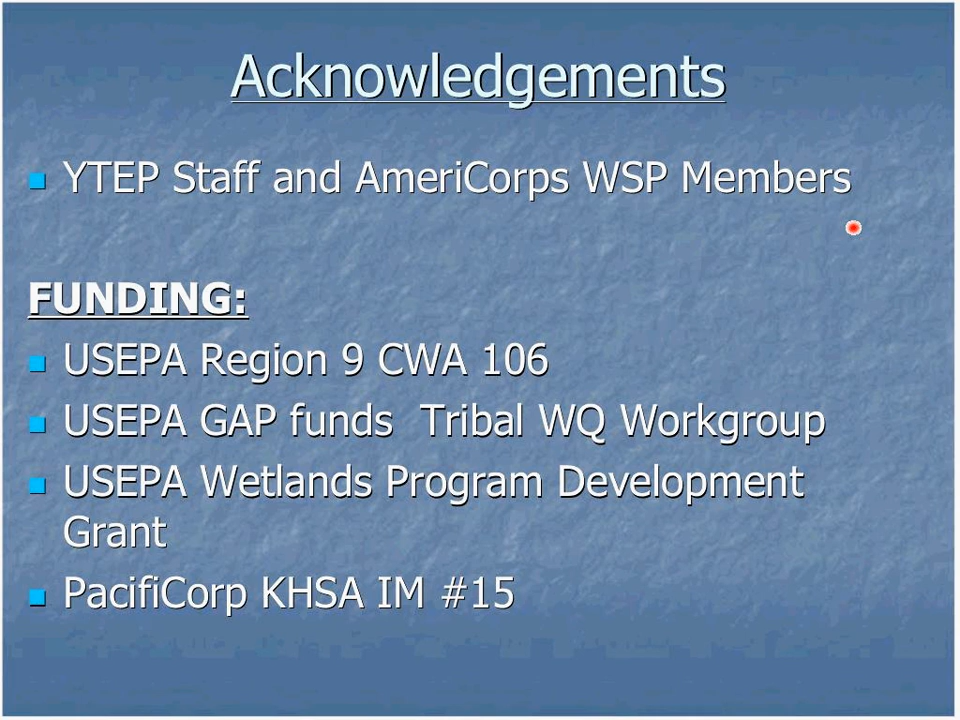 Acknowledgements
YTEP Staff and AmeriCorps WSP Members
FUNDING:
USEPA Region 9 CWA 106
USEPA GAP funds  Tribal WQ Workgroup
USEPA Wetlands Program Development
Grant
PacifiCorp KHSA IM #15